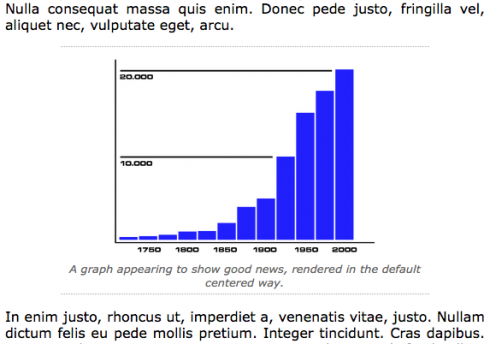 Nulla consequat massa quis enim. Donec pede justo, fringilla vel,
aliquet nec, vulputate eget, arcu.
20.000
10.000
1750 1800 1850 1900 1950 2000
A graph appearing to show good news, rendered in the default
centered way.
In enim justo, rhoncus ut, imperdiet a, venenatis vitae, justo. Nullam
dictum felis eu pede mollis pretium. Integer tincidunt. Cras dapibus.